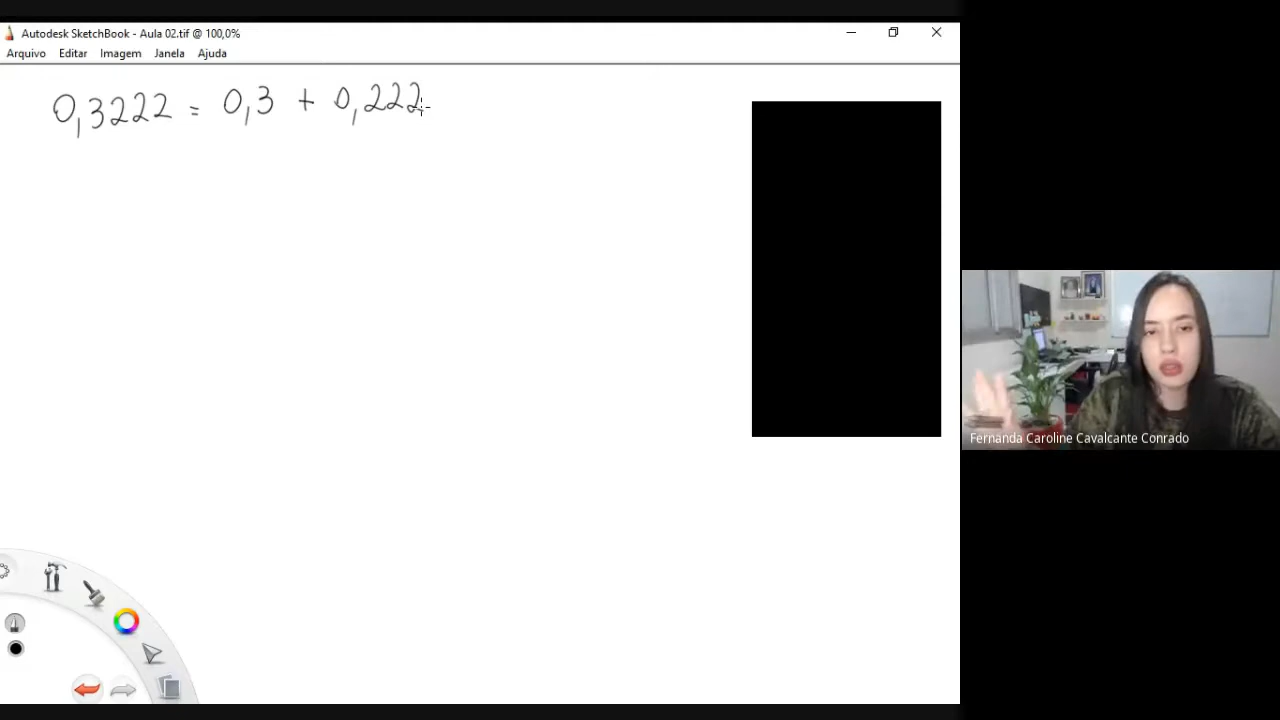 Autodesk SketchBook - Aula 02.tif @ 100,0%
Arquivo Editar Imagem Janela Ajuda
0,3222 = 0,3 + 0,222
Fernanda Caroline Cavalcante Conrado